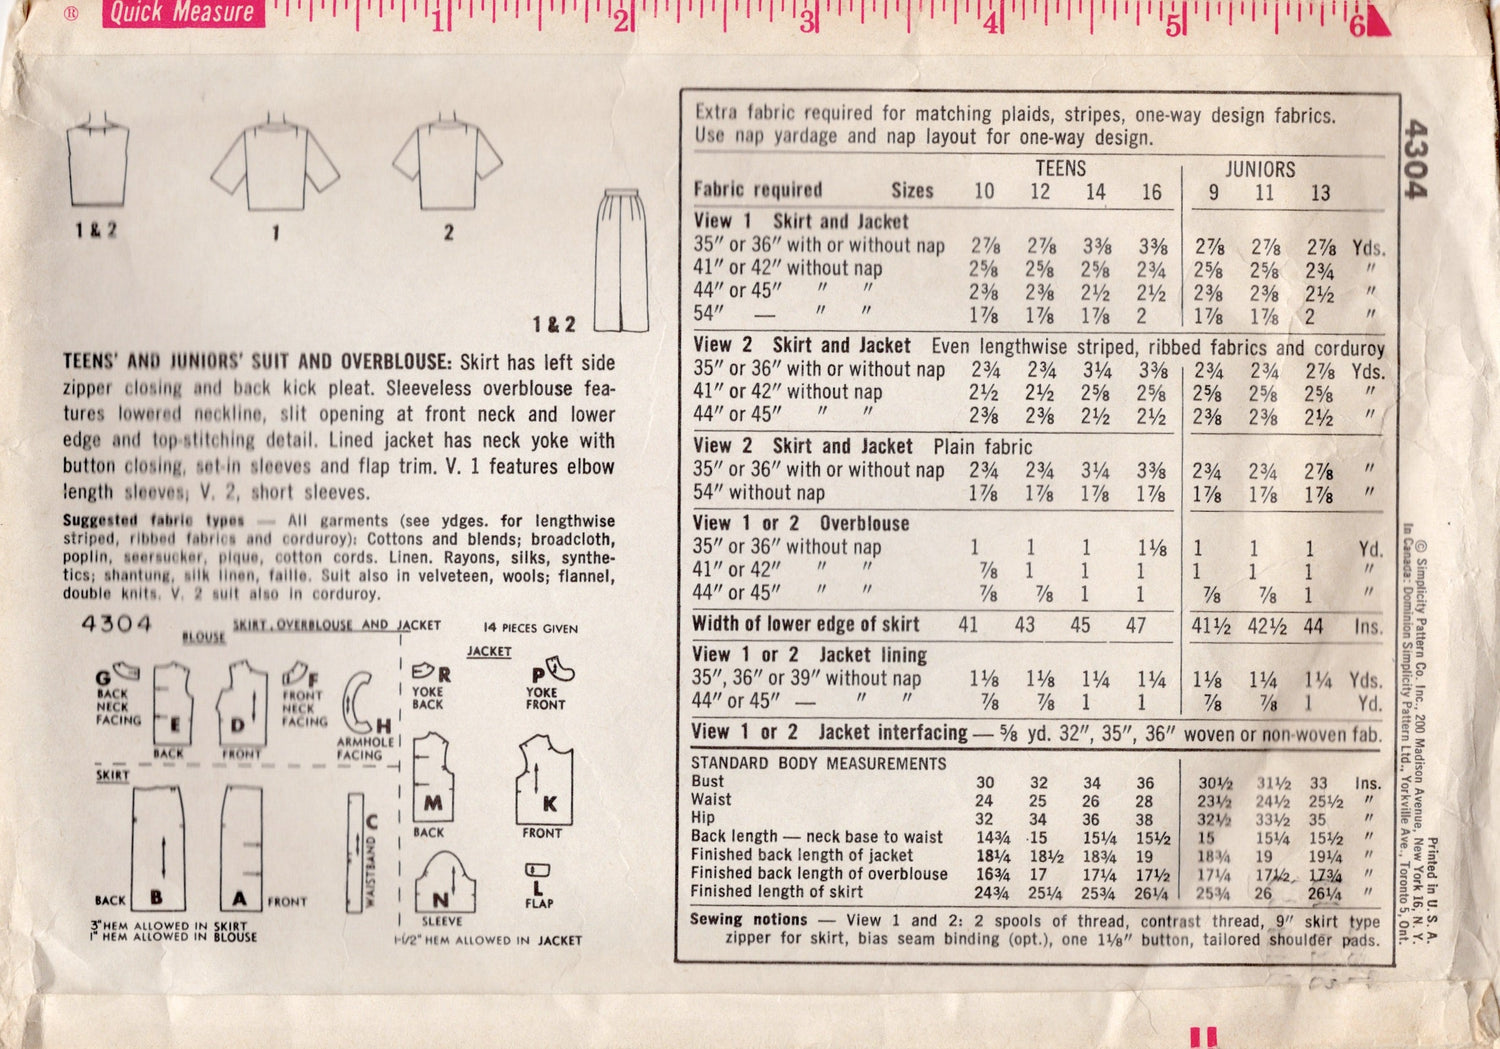 ® Quick Measure 1 2 3 4 5 6
1 & 2
1
2
1 & 2
TEENS' AND JUNIORS' SUIT AND OVERBLOUSE: Skirt has left side
zipper closing and back kick pleat. Sleeveless overblouse fea-
tures lowered neckline, slit opening at front neck and lower
edge and top-stitching detail. Lined jacket has neck yoke with
button closing, set-in sleeves and flap trim. V. 1 features elbow
length sleeves; V. 2, short sleeves.
Suggested fabric types — All garments (see ydges. for lengthwise
striped, ribbed fabrics and corduroy): Cottons and blends; broadcloth,
poplin, seersucker, pique, cotton cords. Linen. Rayons, silks, synthe-
tics; shantung, silk linen, faille. Suit also in velveteen, wools; flannel,
double knits. V. 2 suit also in corduroy.
4304 SKIRT, OVERBLOUSE AND JACKET 14 PIECES GIVEN
BLOUSE
G
BACK
NECK
FACING
E
BACK
D
FRONT
F
FRONT
NECK
FACING
H
ARMHOLE
FACING
SKIRT
BACK B
A FRONT
C
WAISTBAND
3" HEM ALLOWED IN SKIRT
1" HEM ALLOWED IN BLOUSE
JACKET
R
YOKE
BACK
P
YOKE
FRONT
M
BACK
K
FRONT
N
SLEEVE
L
FLAP
1-1/2" HEM ALLOWED IN JACKET
Extra fabric required for matching plaids, stripes, one-way design fabrics.
Use nap yardage and nap layout for one-way design.
TEENS JUNIORS
Fabric required Sizes 10 12 14 16 9 11 13
View 1 Skirt and Jacket
35" or 36" with or without nap 2⅞ 2⅞ 3⅜ 3⅜ 2⅞ 2⅞ 2⅞ Yds.
41" or 42" without nap 2⅝ 2⅝ 2⅝ 2¾ 2⅝ 2⅝ 2¾ "
44" or 45" " " 2⅜ 2⅜ 2½ 2½ 2⅜ 2⅜ 2½ "
54" — " " 1⅞ 1⅞ 1⅞ 2 1⅞ 1⅞ 2 "
View 2 Skirt and Jacket Even lengthwise striped, ribbed fabrics and corduroy
35" or 36" with or without nap 2¾ 2¾ 3¼ 3⅜ 2¾ 2¾ 2⅞ Yds.
41" or 42" without nap 2½ 2½ 2⅝ 2⅝ 2⅝ 2⅝ 2⅝ "
44" or 45" " " 2⅜ 2⅜ 2½ 2½ 2⅜ 2⅜ 2½ "
View 2 Skirt and Jacket Plain fabric
35" or 36" with or without nap 2¾ 2¾ 3¼ 3⅜ 2¾ 2¾ 2⅞ "
54" without nap 1⅞ 1⅞ 1⅞ 1⅞ 1⅞ 1⅞ 1⅞ "
View 1 or 2 Overblouse
35" or 36" without nap 1 1 1 1⅛ 1 1 1 Yd.
41" or 42" " " ⅞ 1 1 1 1 1 1 "
44" or 45" " " ⅞ ⅞ 1 1 ⅞ ⅞ 1 "
Width of lower edge of skirt 41 43 45 47 41½ 42½ 44 Ins.
View 1 or 2 Jacket lining
35", 36" or 39" without nap 1⅛ 1⅛ 1¼ 1¼ 1⅛ 1¼ 1¼ Yds.
44" or 45" — " " ⅞ ⅞ 1 1 ⅞ ⅞ 1 Yd.
View 1 or 2 Jacket interfacing — ⅝ yd. 32", 35", 36" woven or non-woven fab.
STANDARD BODY MEASUREMENTS
Bust 30 32 34 36 30½ 31½ 33 Ins.
Waist 24 25 26 28 23½ 24½ 25½ "
Hip 32 34 36 38 32½ 33½ 35 "
Back length — neck base to waist 14¾ 15 15¼ 15½ 15 15¼ 15½ "
Finished back length of jacket 18¼ 18½ 18¾ 19 18¾ 19 19¼ "
Finished back length of overblouse 16¾ 17 17¼ 17½ 17¼ 17½ 17¾ "
Finished length of skirt 24¾ 25¼ 25¾ 26¼ 25¾ 26 26¼ "
Sewing notions — View 1 and 2: 2 spools of thread, contrast thread, 9" skirt type
zipper for skirt, bias seam binding (opt.), one 1⅛" button, tailored shoulder pads.
4304
© Simplicity Pattern Co. Inc., 200 Madison Avenue, New York 16, N. Y.
In Canada: Dominion Simplicity Pattern Ltd., Yorkville Ave., Toronto 5, Ont.
Printed in U. S. A.